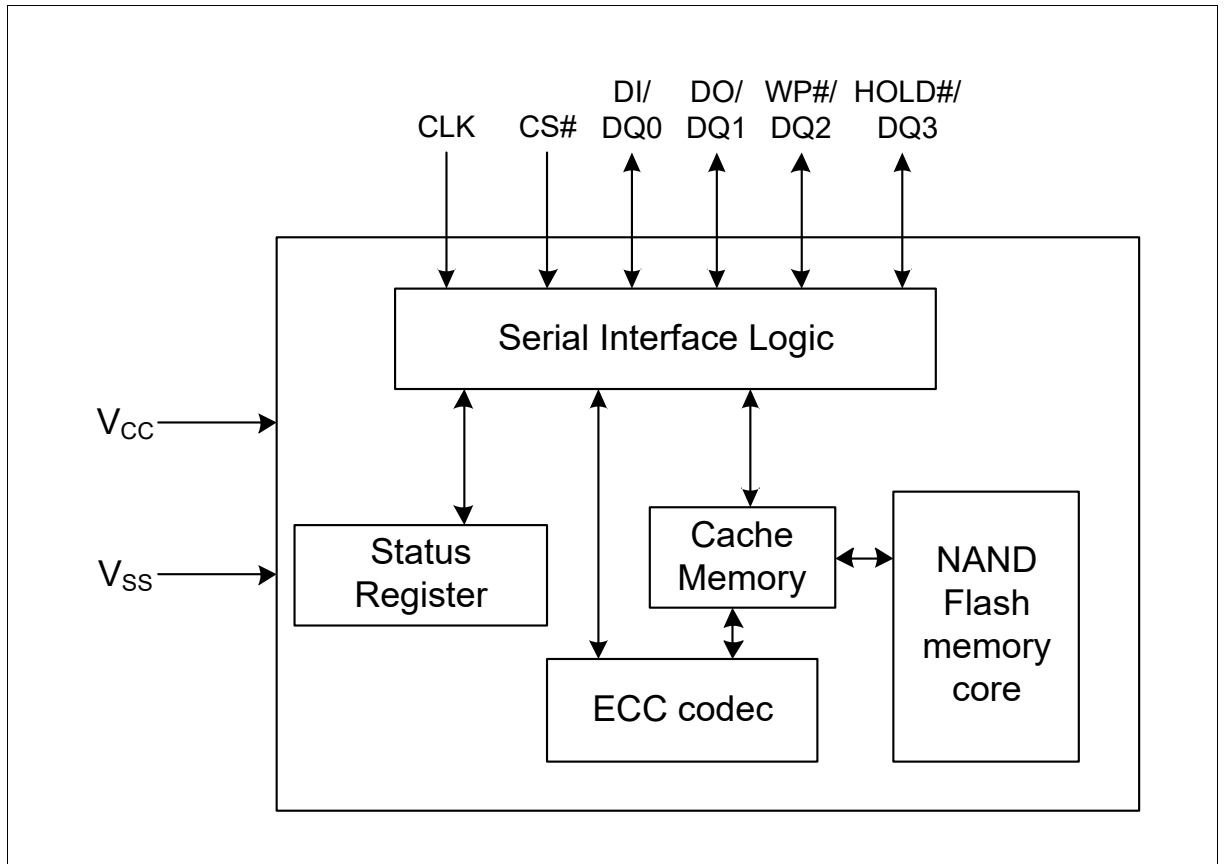 CLK
CS#
DI/
DQ0
DO/
DQ1
WP#/
DQ2
HOLD#/
DQ3
Serial Interface Logic
VCC
VSS
Status
Register
Cache
Memory
NAND
Flash
memory
core
ECC codec